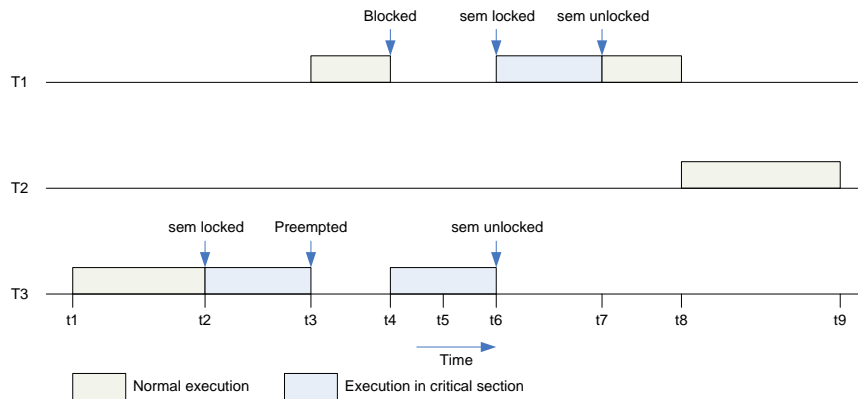 Blocked
sem locked
sem unlocked
T1
T2
sem locked
Preempted
sem unlocked
T3
t1
t2
t3
t4
t5
t6
t7
t8
t9
Time
Normal execution
Execution in critical section